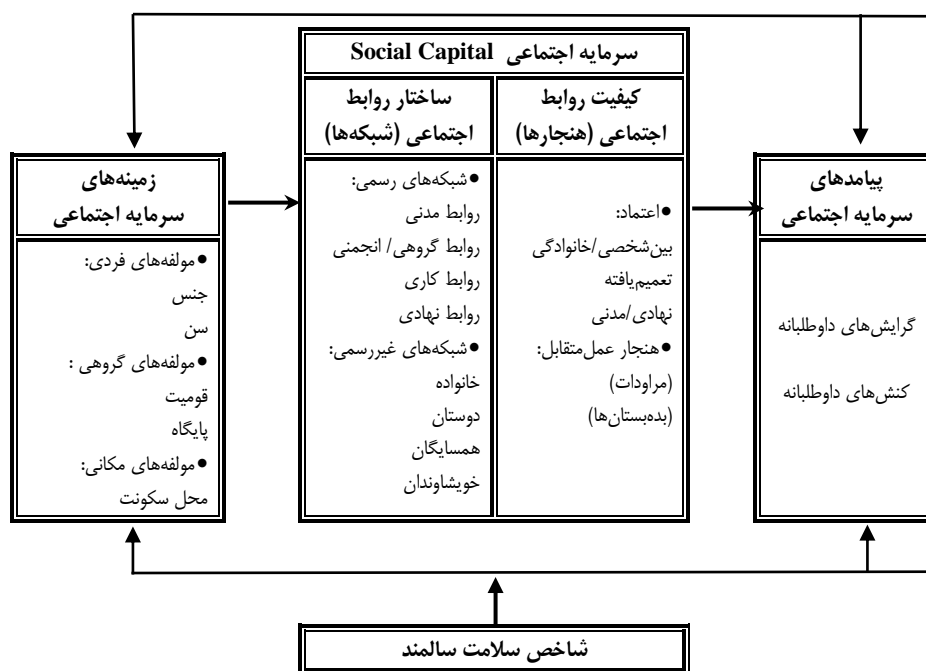 سرمایه اجتماعی Social Capital
کیفیت روابط
اجتماعی (هنجارها)
●اعتماد:
بین‌شخصی/خانوادگی
تعمیم‌یافته
نهادی/مدنی
●هنجار عمل‌متقابل:
(مراودات)
(بده‌بستان‌ها)
ساختار روابط
اجتماعی (شبکه‌ها)
●شبکه‌های رسمی:
روابط مدنی
روابط گروهی/ انجمنی
روابط کاری
روابط نهادی
●شبکه‌های غیررسمی:
خانواده
دوستان
همسایگان
خویشاوندان
پیامدهای
سرمایه اجتماعی
گرایش‌های داوطلبانه
کنش‌های داوطلبانه
زمینه‌های
سرمایه اجتماعی
●مولفه‌های فردی:
جنس
سن
●مولفه‌های گروهی :
قومیت
پایگاه
●مولفه‌های مکانی:
محل سکونت
شاخص سلامت سالمند